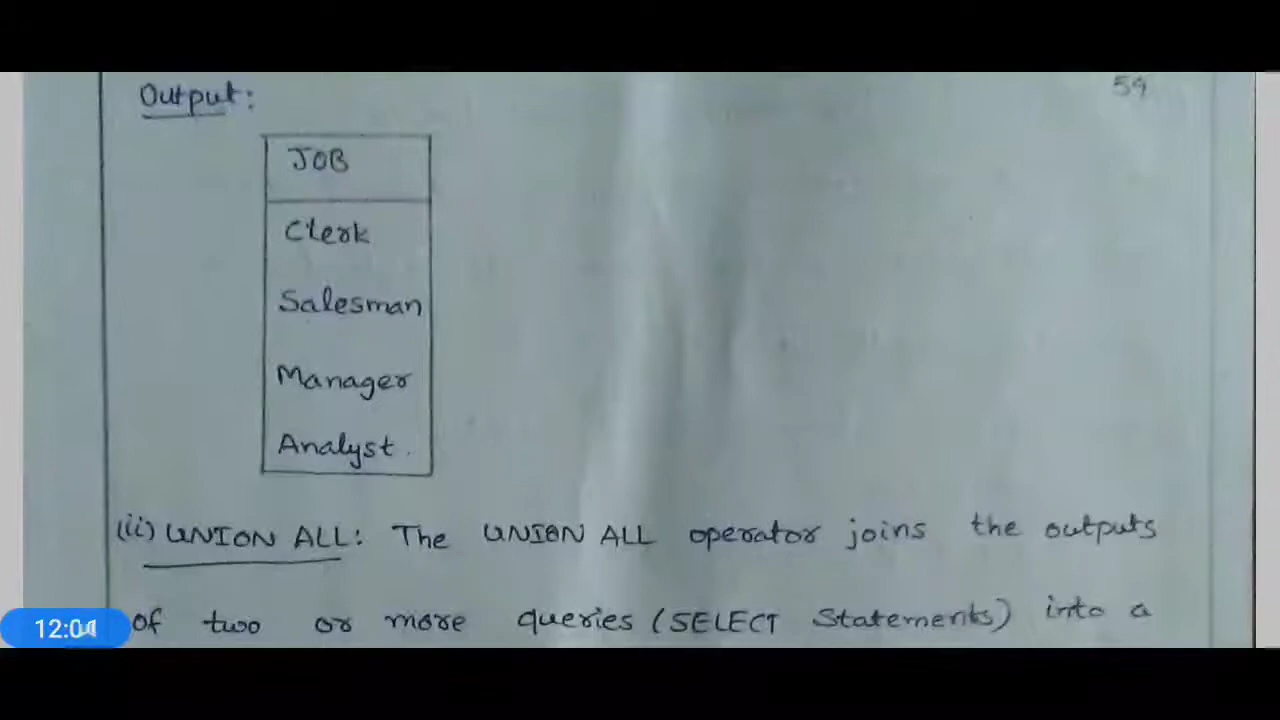 Output:
59
JOB
Clerk
Salesman
Manager
Analyst.
(ii) UNION ALL: The UNION ALL operator joins the outputs
of two or more queries (SELECT Statements) into a
12:04